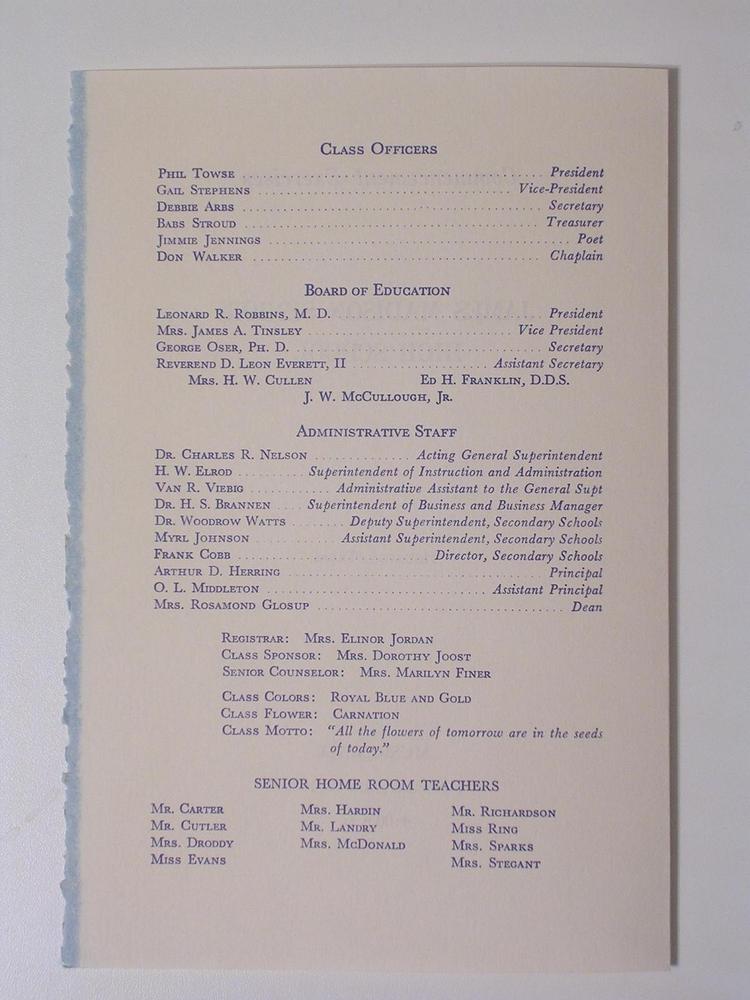 Class Officers
Phil Towse ........................................ President
Gail Stephens .................................. Vice-President
Debbie Arbs ........................................ Secretary
Babs Stroud ........................................ Treasurer
Jimmie Jennings ........................................ Poet
Don Walker ........................................ Chaplain
Board of Education
Leonard R. Robbins, M. D. .............................. President
Mrs. James A. Tinsley ............................ Vice President
George Oser, Ph. D. .................................. Secretary
Reverend D. Leon Everett, II .................. Assistant Secretary
Mrs. H. W. Cullen Ed H. Franklin, D.D.S.
J. W. McCullough, Jr.
Administrative Staff
Dr. Charles R. Nelson ............. Acting General Superintendent
H. W. Elrod .......... Superintendent of Instruction and Administration
Van R. Viebig ........... Administrative Assistant to the General Supt
Dr. H. S. Brannen .... Superintendent of Business and Business Manager
Dr. Woodrow Watts ........ Deputy Superintendent, Secondary Schools
Myrl Johnson ............ Assistant Superintendent, Secondary Schools
Frank Cobb ........................ Director, Secondary Schools
Arthur D. Herring ................................ Principal
O. L. Middleton ........................... Assistant Principal
Mrs. Rosamond Glosup .................................. Dean
Registrar: Mrs. Elinor Jordan
Class Sponsor: Mrs. Dorothy Joost
Senior Counselor: Mrs. Marilyn Finer
Class Colors: Royal Blue and Gold
Class Flower: Carnation
Class Motto: "All the flowers of tomorrow are in the seeds
of today."
SENIOR HOME ROOM TEACHERS
Mr. Carter Mrs. Hardin Mr. Richardson
Mr. Cutler Mr. Landry Miss Ring
Mrs. Droddy Mrs. McDonald Mrs. Sparks
Miss Evans Mrs. Stegant